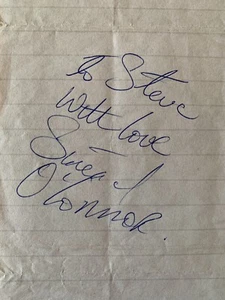 To Steve
With love
Sinead
O'Connor.